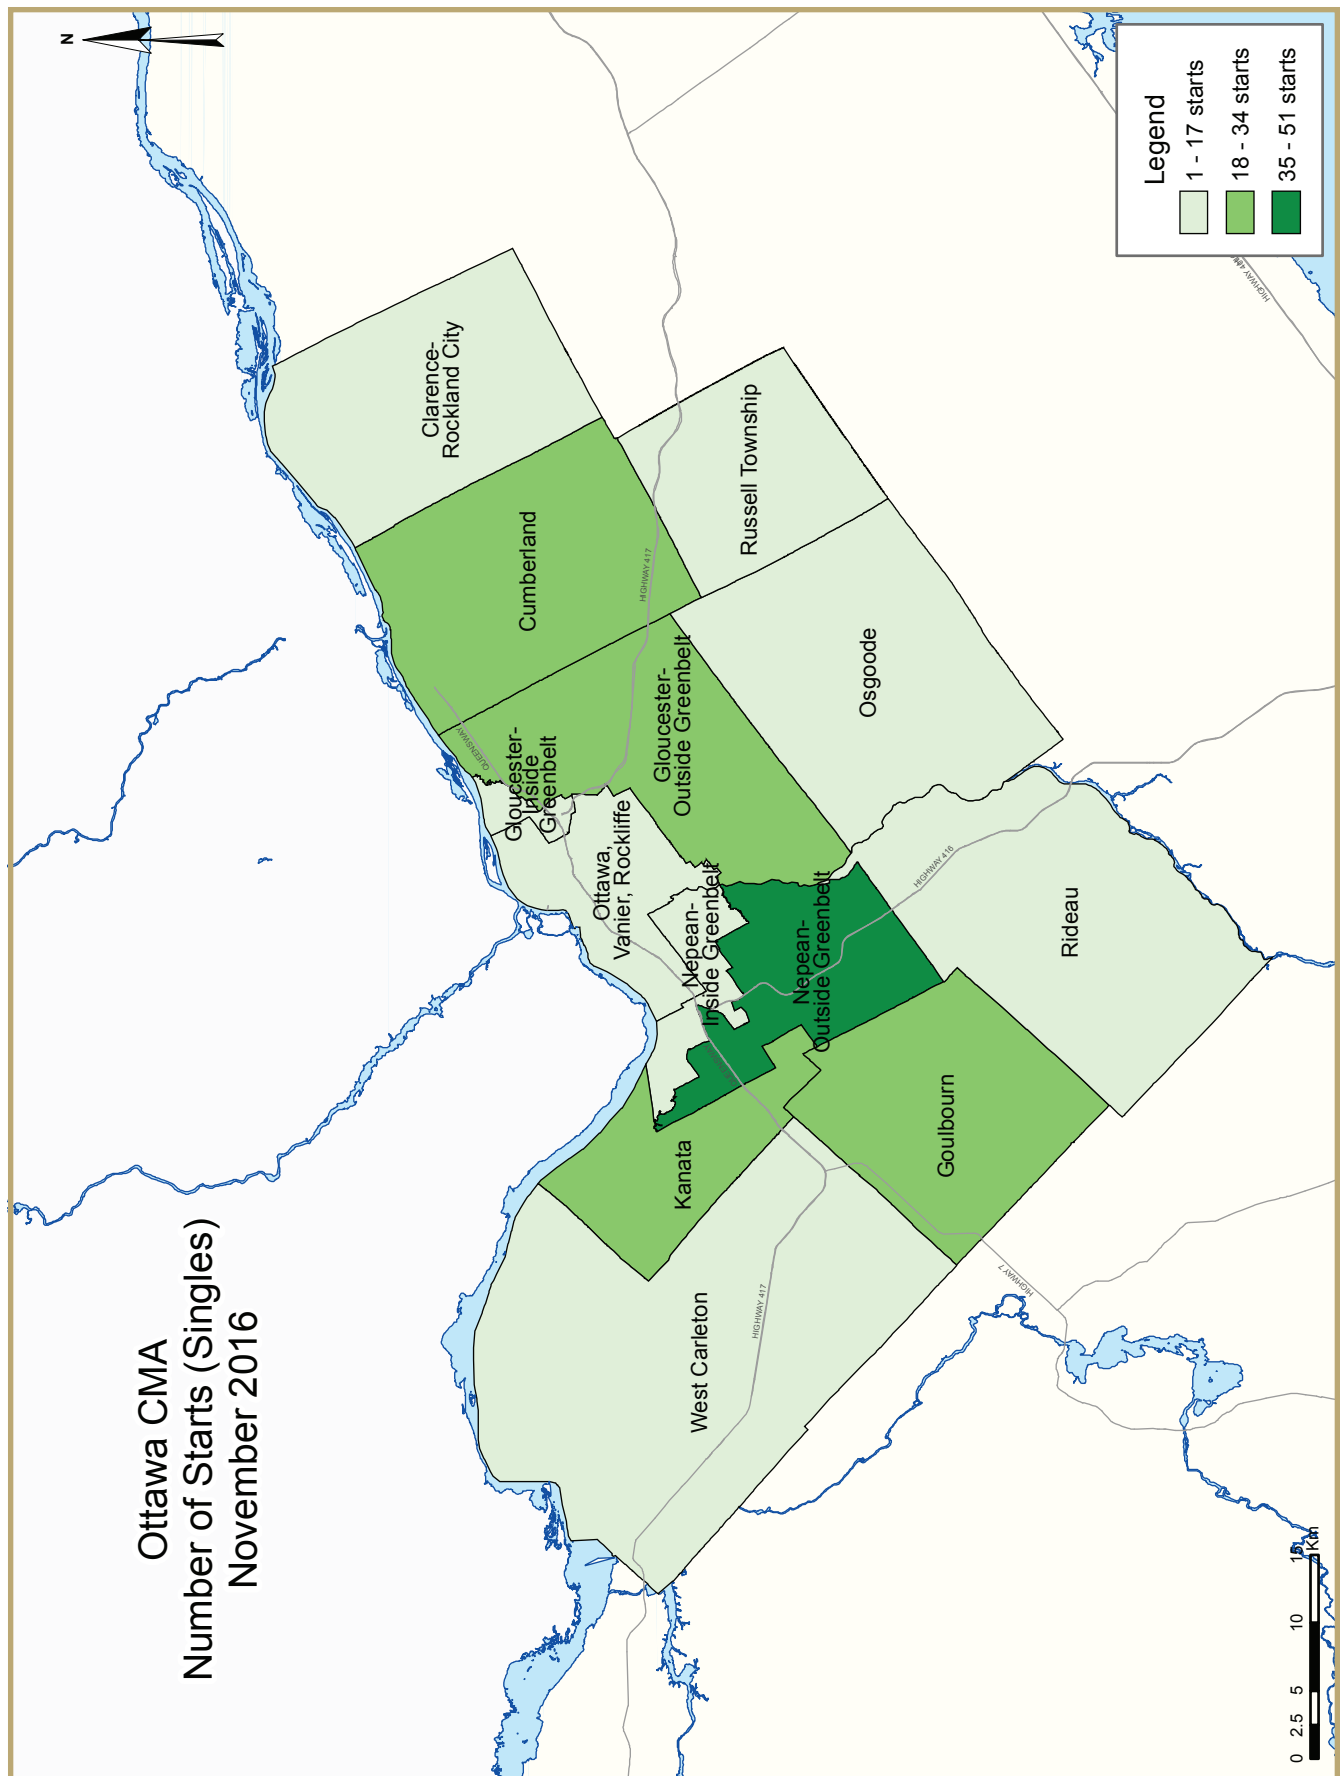 Ottawa CMA
Number of Starts (Singles)
November 2016
N
Legend
1 - 17 starts
18 - 34 starts
35 - 51 starts
Clarence-
Rockland City
Cumberland
Russell Township
HIGHWAY 417
Osgoode
Gloucester-
Outside Greenbelt
QUEENSWAY
Gloucester-
Inside
Greenbelt
Ottawa,
Vanier, Rockliffe
Nepean-
Inside Greenbelt
Nepean-
Outside Greenbelt
HIGHWAY 416
Rideau
Kanata
Goulbourn
West Carleton
HIGHWAY 417
HIGHWAY 7
0 2.5 5 10 15
Km